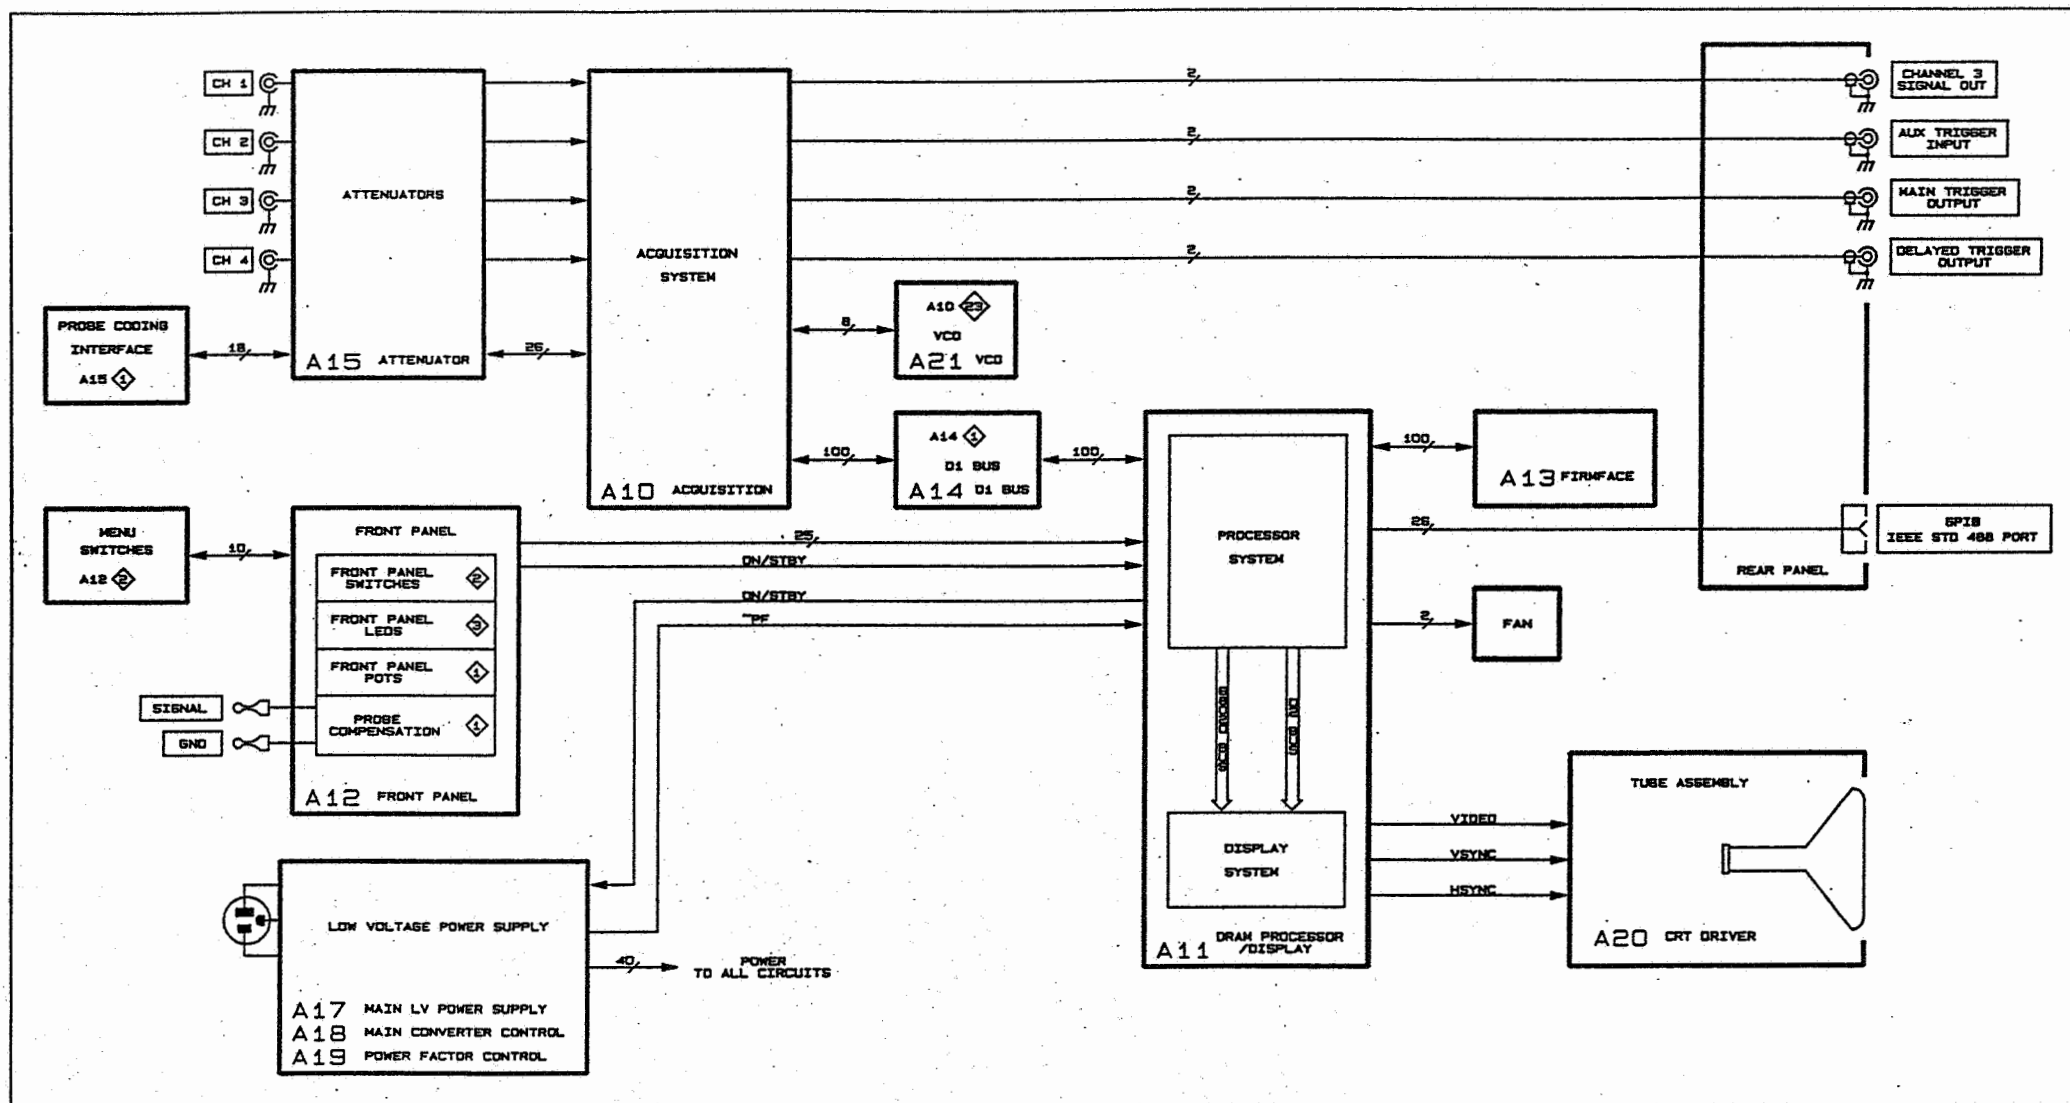 CH 1
CH 2
CH 3
CH 4
ATTENUATORS
A15 ATTENUATOR
PROBE CODING
INTERFACE
A15 1
18
26
ACQUISITION
SYSTEM
A10 ACQUISITION
2
2
2
2
CHANNEL 3
SIGNAL OUT
AUX TRIGGER
INPUT
MAIN TRIGGER
OUTPUT
DELAYED TRIGGER
OUTPUT
8
A10 23
VCO
A21 VCO
100
A14 1
D1 BUS
A14 D1 BUS
100
PROCESSOR
SYSTEM
100
A13 FIRMFACE
26
GPIB
IEEE STD 488 PORT
REAR PANEL
2
FAN
MENU
SWITCHES
A12 2
10
FRONT PANEL
FRONT PANEL
SWITCHES 2
FRONT PANEL
LEDS 3
FRONT PANEL
POTS 1
PROBE
COMPENSATION 1
SIGNAL
GND
A12 FRONT PANEL
25
ON/STBY
ON/STBY
~PF
D2 BUS
DISPLAY
SYSTEM
A11 DRAM PROCESSOR
/DISPLAY
VIDEO
VSYNC
HSYNC
TUBE ASSEMBLY
A20 CRT DRIVER
LOW VOLTAGE POWER SUPPLY
40
POWER
TO ALL CIRCUITS
A17 MAIN LV POWER SUPPLY
A18 MAIN CONVERTER CONTROL
A19 POWER FACTOR CONTROL